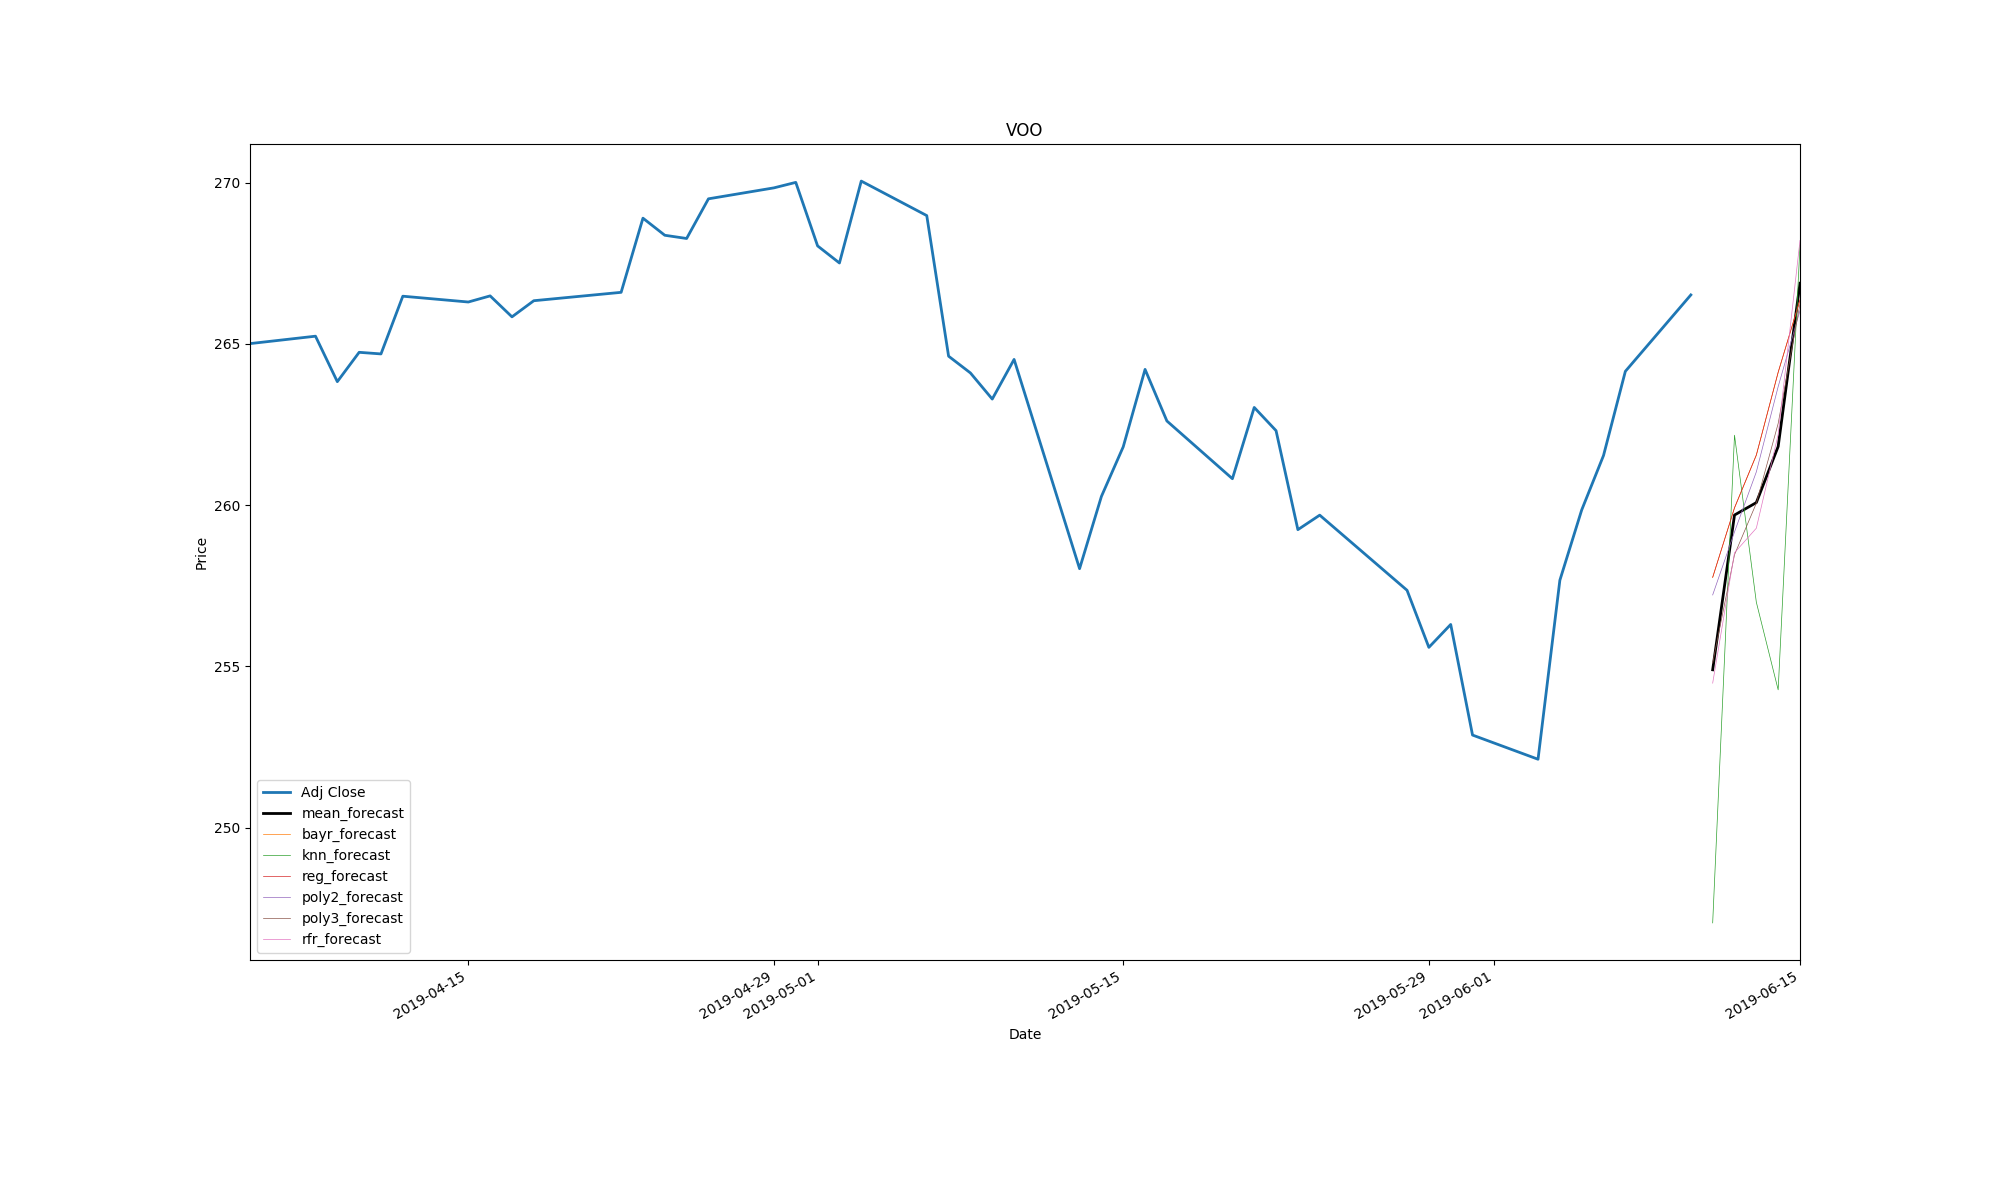 VOO
270
265
260
255
250
Price
Adj Close
mean_forecast
bayr_forecast
knn_forecast
reg_forecast
poly2_forecast
poly3_forecast
rfr_forecast
2019-04-15
2019-04-29
2019-05-01
2019-05-15
2019-05-29
2019-06-01
2019-06-15
Date